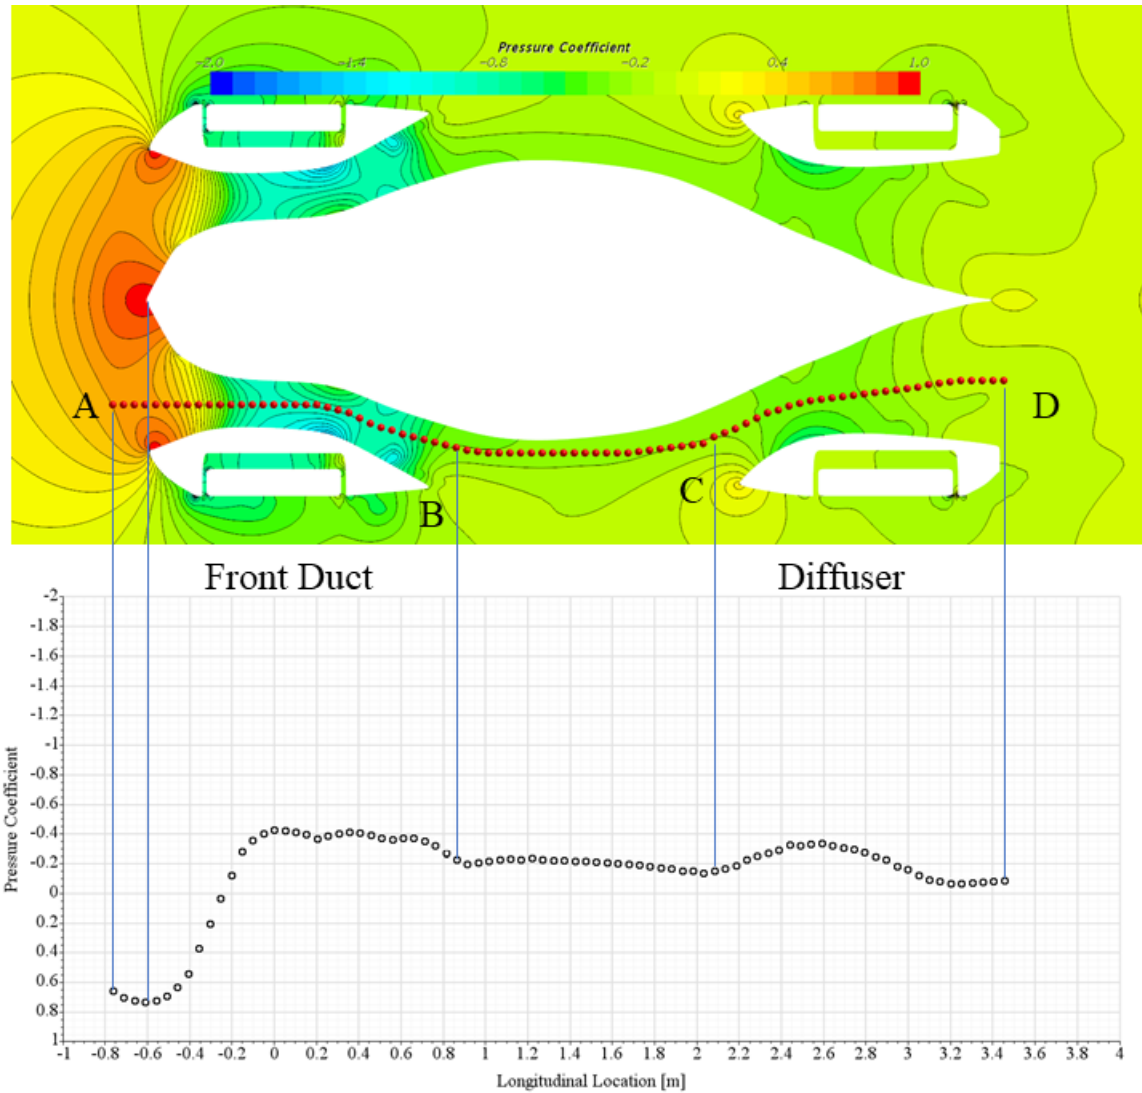 Pressure Coefficient
-2.0 -1.4 -0.8 -0.2 0.4 1.0
A
D
C
B
Front Duct Diffuser
-2
-1.8
-1.6
-1.4
-1.2
-1
-0.8
-0.6
-0.4
-0.2
0
0.2
0.4
0.6
0.8
1
Pressure Coefficient
-1 -0.8 -0.6 -0.4 -0.2 0 0.2 0.4 0.6 0.8 1 1.2 1.4 1.6 1.8 2 2.2 2.4 2.6 2.8 3 3.2 3.4 3.6 3.8 4
Longitudinal Location [m]